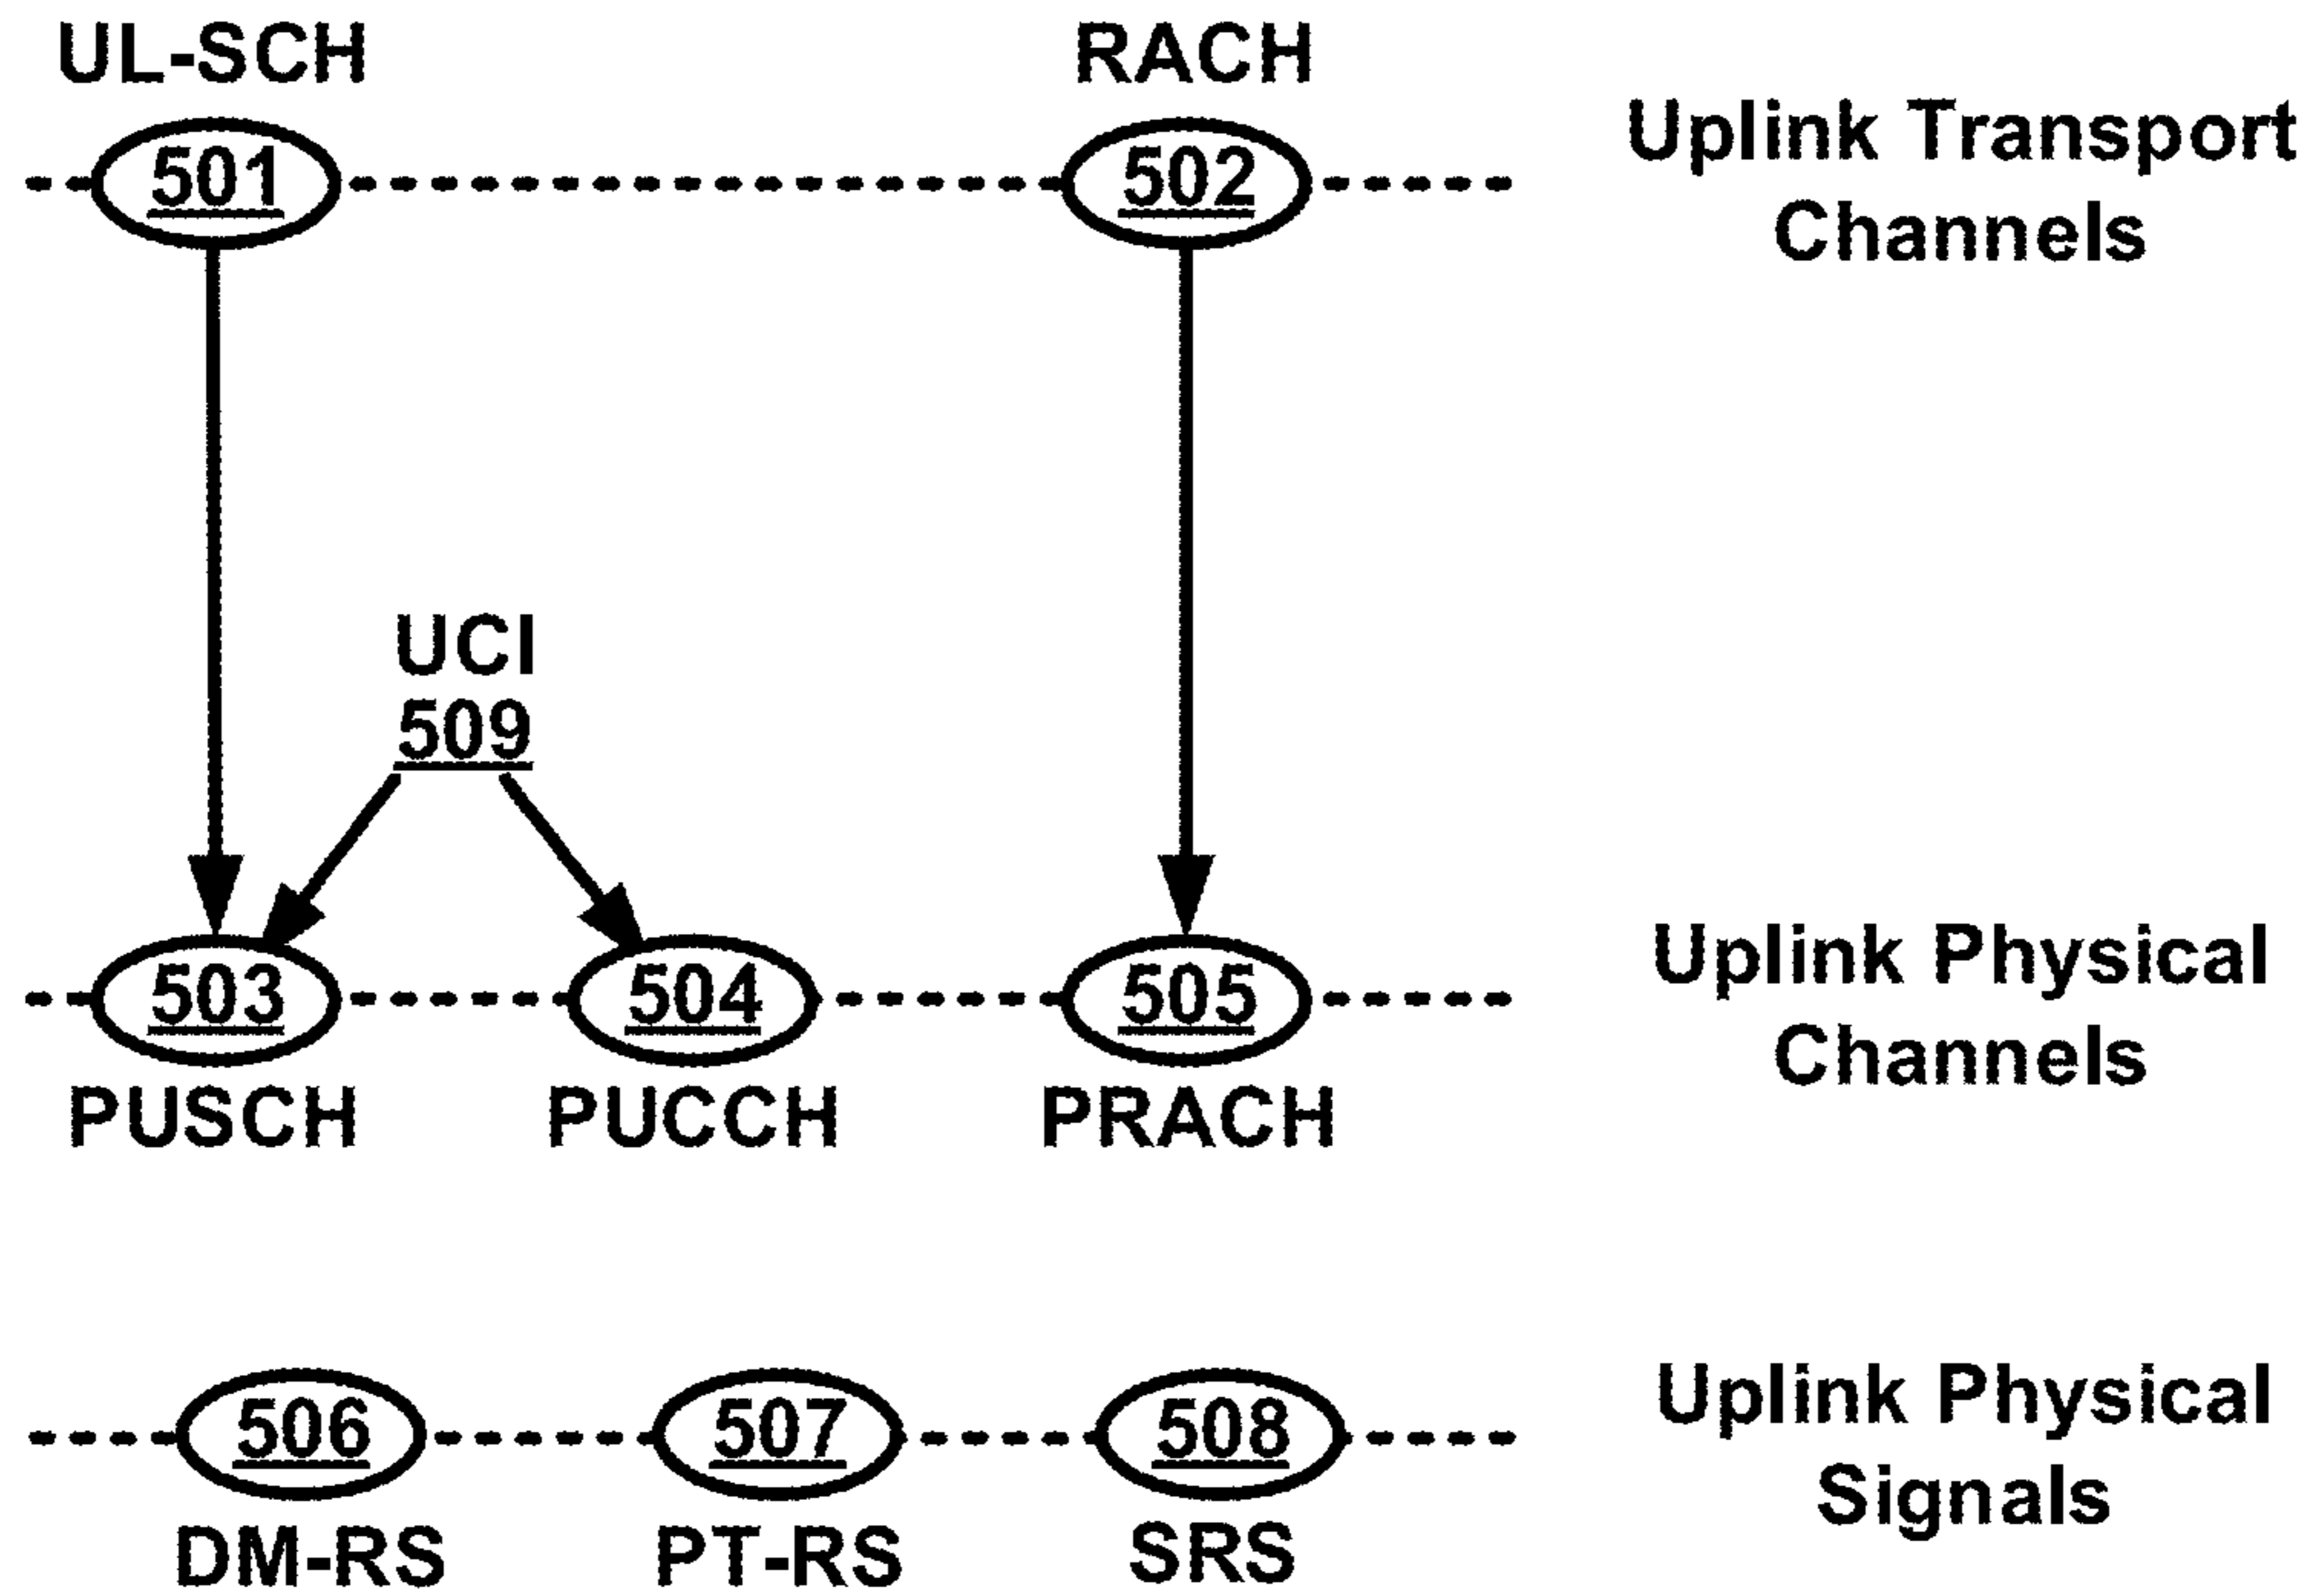 UL-SCH
RACH
501
502
Uplink Transport
Channels
UCI
509
503
504
505
Uplink Physical
Channels
PUSCH
PUCCH
PRACH
506
507
508
Uplink Physical
Signals
DM-RS
PT-RS
SRS